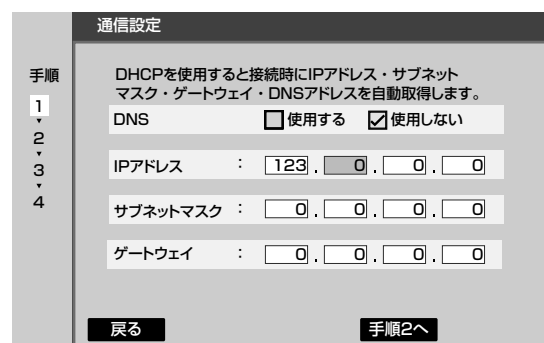 通信設定
手順
1
2
3
4
DHCPを使用すると接続時にIPアドレス・サブネット
マスク・ゲートウェイ・DNSアドレスを自動取得します。
DNS 使用する 使用しない
IPアドレス : 123 . 0 . 0 . 0
サブネットマスク : 0 . 0 . 0 . 0
ゲートウェイ : 0 . 0 . 0 . 0
戻る 手順2へ